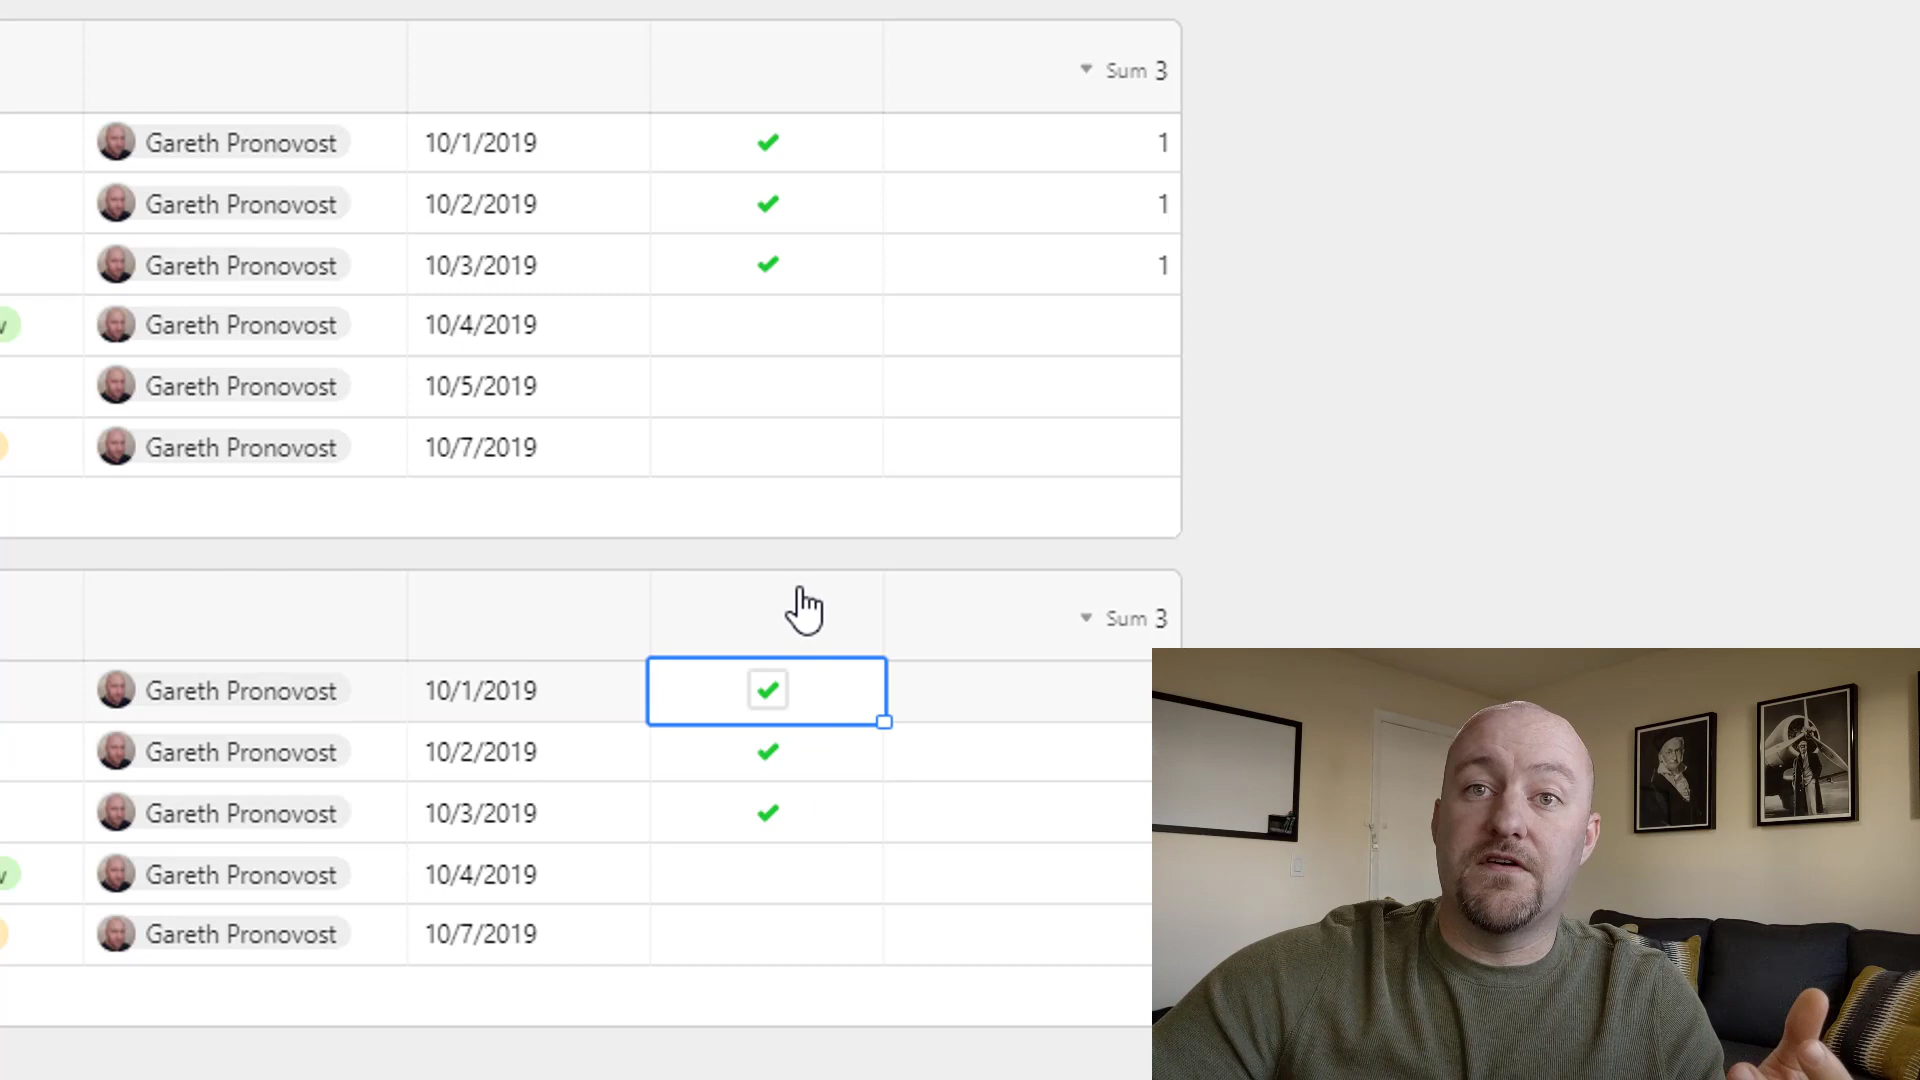 Sum 3
Gareth Pronovost 10/1/2019 1
Gareth Pronovost 10/2/2019 1
Gareth Pronovost 10/3/2019 1
w Gareth Pronovost 10/4/2019
Gareth Pronovost 10/5/2019
Gareth Pronovost 10/7/2019
Sum 3
Gareth Pronovost 10/1/2019
Gareth Pronovost 10/2/2019
Gareth Pronovost 10/3/2019
w Gareth Pronovost 10/4/2019
Gareth Pronovost 10/7/2019